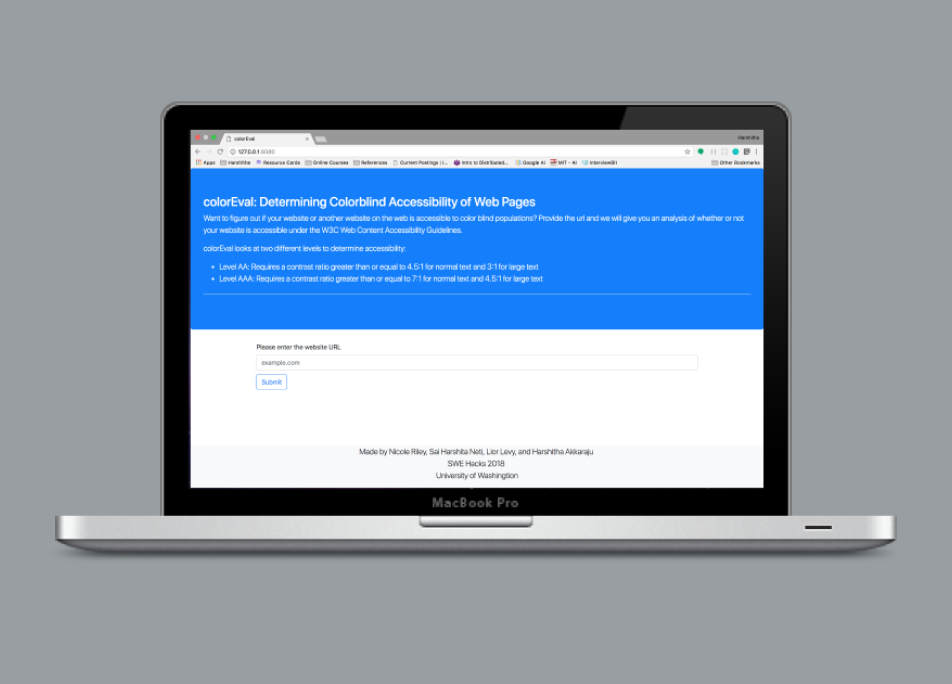 colorEval
Harshitha
127.0.0.1:8080
Apps Harshitha Resource Cards Online Courses References Current Postings | I... Intro to Distributed... Google AI MIT - AI InterviewBit Other Bookmarks
colorEval: Determining Colorblind Accessibility of Web Pages
Want to figure out if your website or another website on the web is accessible to color blind populations? Provide the url and we will give you an analysis of whether or not
your website is accessible under the W3C Web Content Accessibility Guidelines.
colorEval looks at two different levels to determine accessibility:
• Level AA: Requires a contrast ratio greater than or equal to 4.5:1 for normal text and 3:1 for large text
• Level AAA: Requires a contrast ratio greater than or equal to 7:1 for normal text and 4.5:1 for large text
Please enter the website URL
example.com
Submit
Made by Nicole Riley, Sai Harshita Neti, Lior Levy, and Harshitha Akkaraju
SWE Hacks 2018
University of Washingtion
MacBook Pro